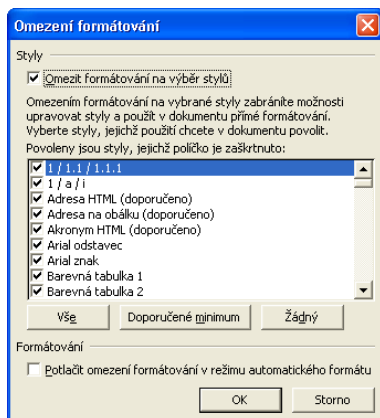 Omezení formátování
Styly
Omezit formátování na výběr stylů
Omezením formátování na vybrané styly zabráníte možnosti
upravovat styly a použít v dokumentu přímé formátování.
Vyberte styly, jejichž použití chcete v dokumentu povolit.
Povoleny jsou styly, jejichž políčko je zaškrtnuto:
1 / 1.1 / 1.1.1
1 / a / i
Adresa HTML (doporučeno)
Adresa na obálku (doporučeno)
Akronym HTML (doporučeno)
Arial odstavec
Arial znak
Barevná tabulka 1
Barevná tabulka 2
Vše Doporučené minimum Žádný
Formátování
Potlačit omezení formátování v režimu automatického formátu
OK Storno